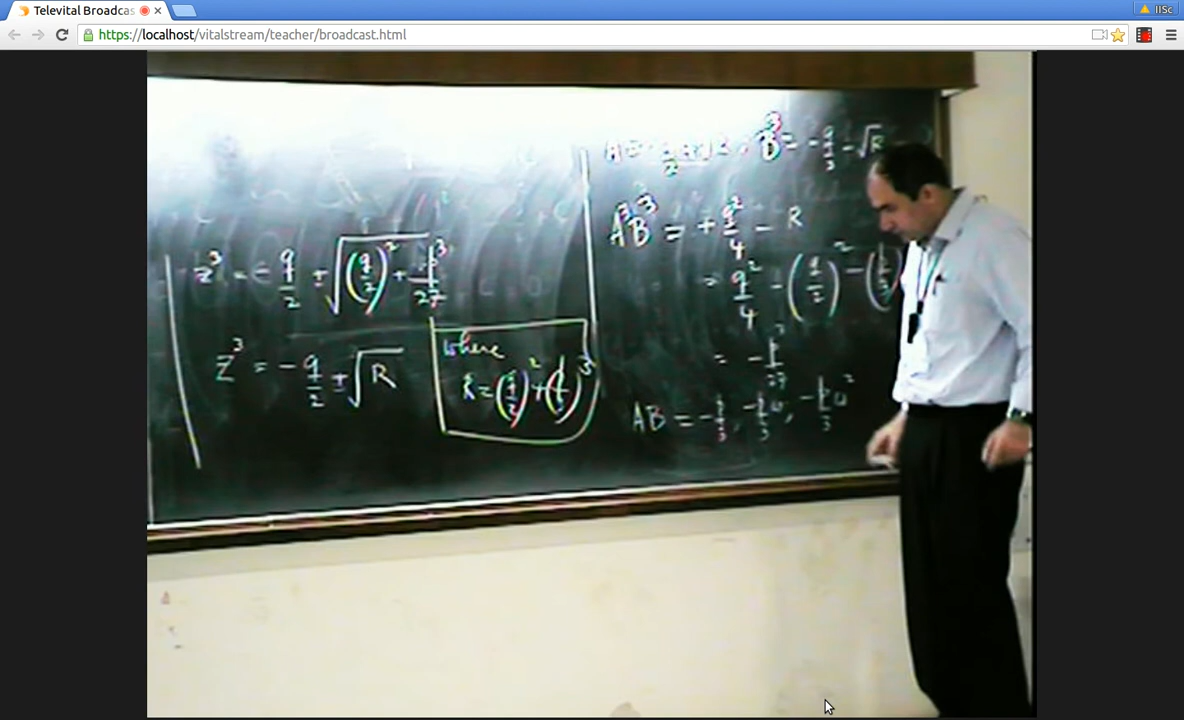 Televital Broadcas
IISc
https://localhost/vitalstream/teacher/broadcast.html
z³ = -q/2 ± √((q/2)² + p³/27)
z³ = -q/2 ± √R
where
R = (q/2)² + (p/3)³
B³ = -q/2 - √R
A³B³ = +q²/4 - R
= q²/4 - (q/2)² - (p/3)
= -p³/27
AB = -p/3, -p/3 ω, -p/3 ω²